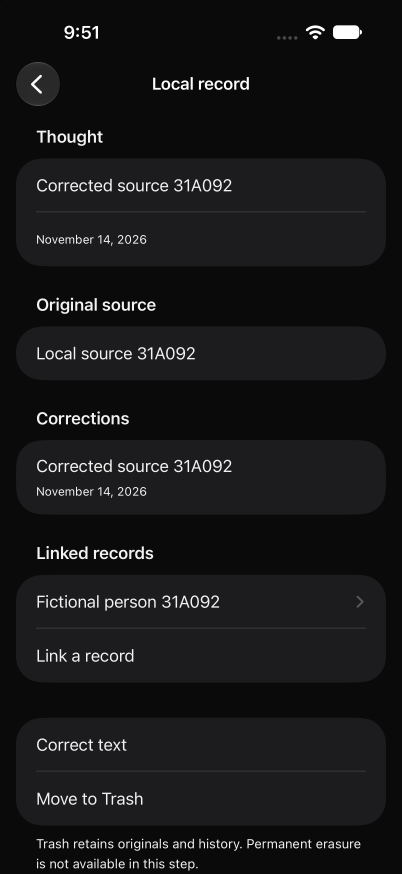 9:51
Local record
Thought
Corrected source 31A092
November 14, 2026
Original source
Local source 31A092
Corrections
Corrected source 31A092
November 14, 2026
Linked records
Fictional person 31A092
Link a record
Correct text
Move to Trash
Trash retains originals and history. Permanent erasure
is not available in this step.